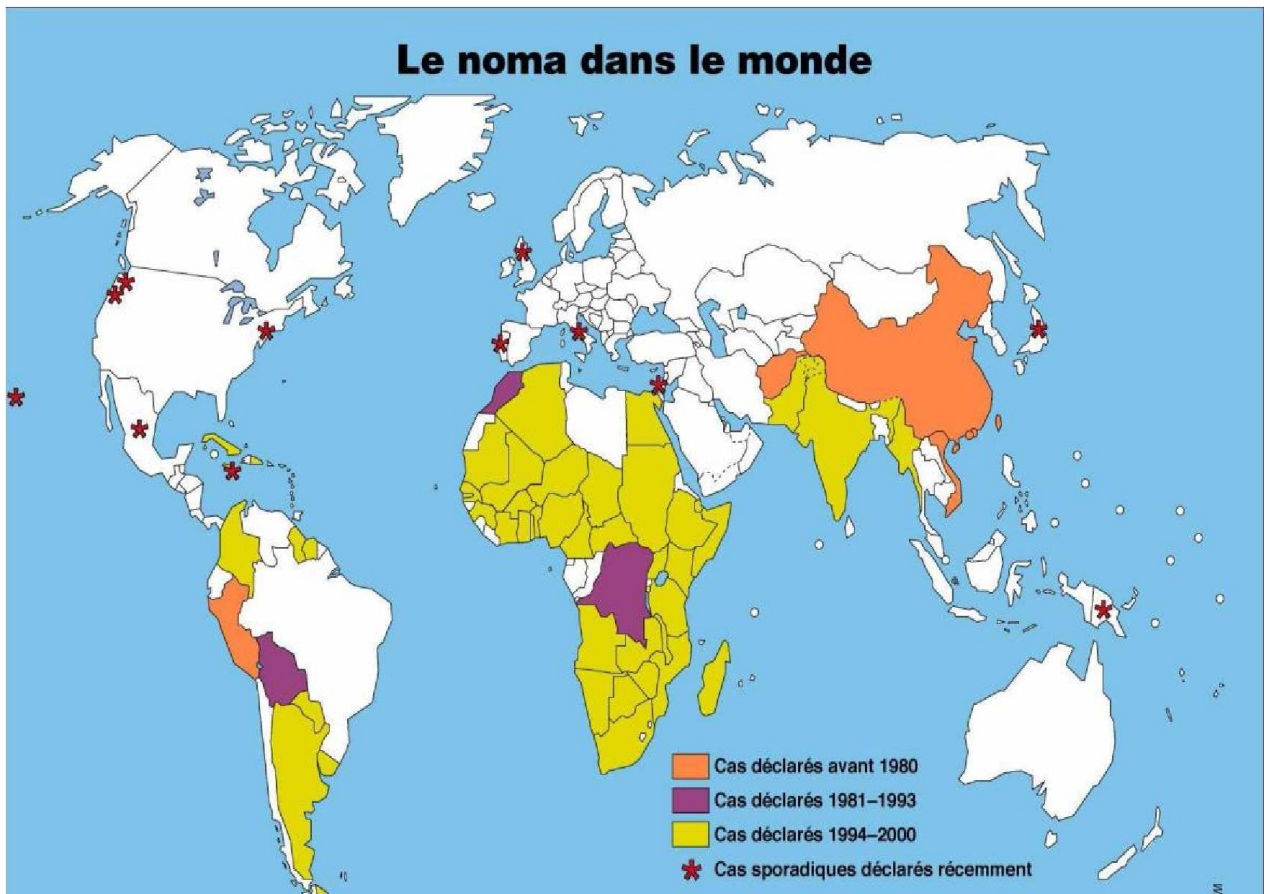 Le noma dans le monde
Cas déclarés avant 1980
Cas déclarés 1981–1993
Cas déclarés 1994–2000
Cas sporadiques déclarés récemment